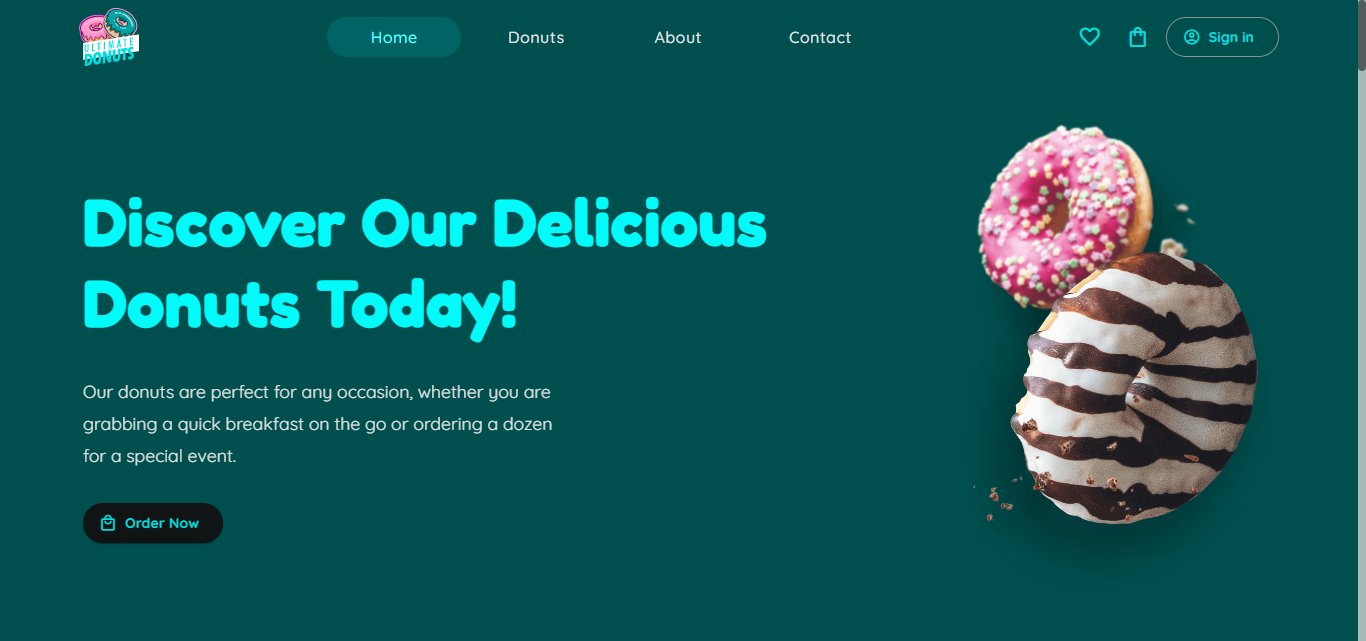 ULTIMATE
DONUTS
Home
Donuts
About
Contact
Sign in
Discover Our Delicious
Donuts Today!
Our donuts are perfect for any occasion, whether you are
grabbing a quick breakfast on the go or ordering a dozen
for a special event.
Order Now